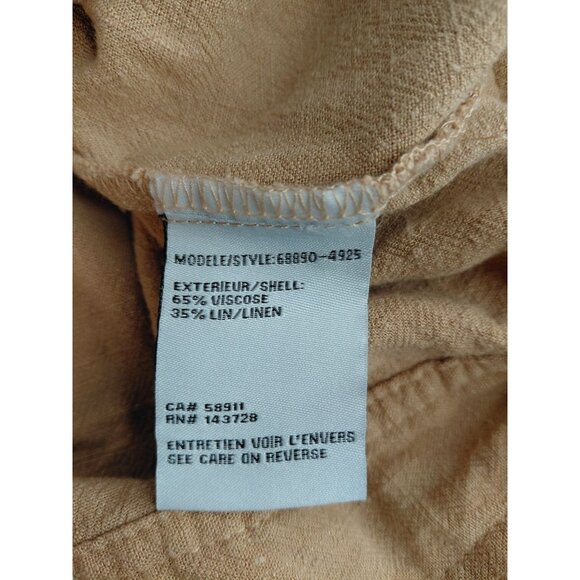 MODELE/STYLE:68890-4925
EXTERIEUR/SHELL:
65% VISCOSE
35% LIN/LINEN
CA# 58911
RN# 143728
ENTRETIEN VOIR L'ENVERS
SEE CARE ON REVERSE